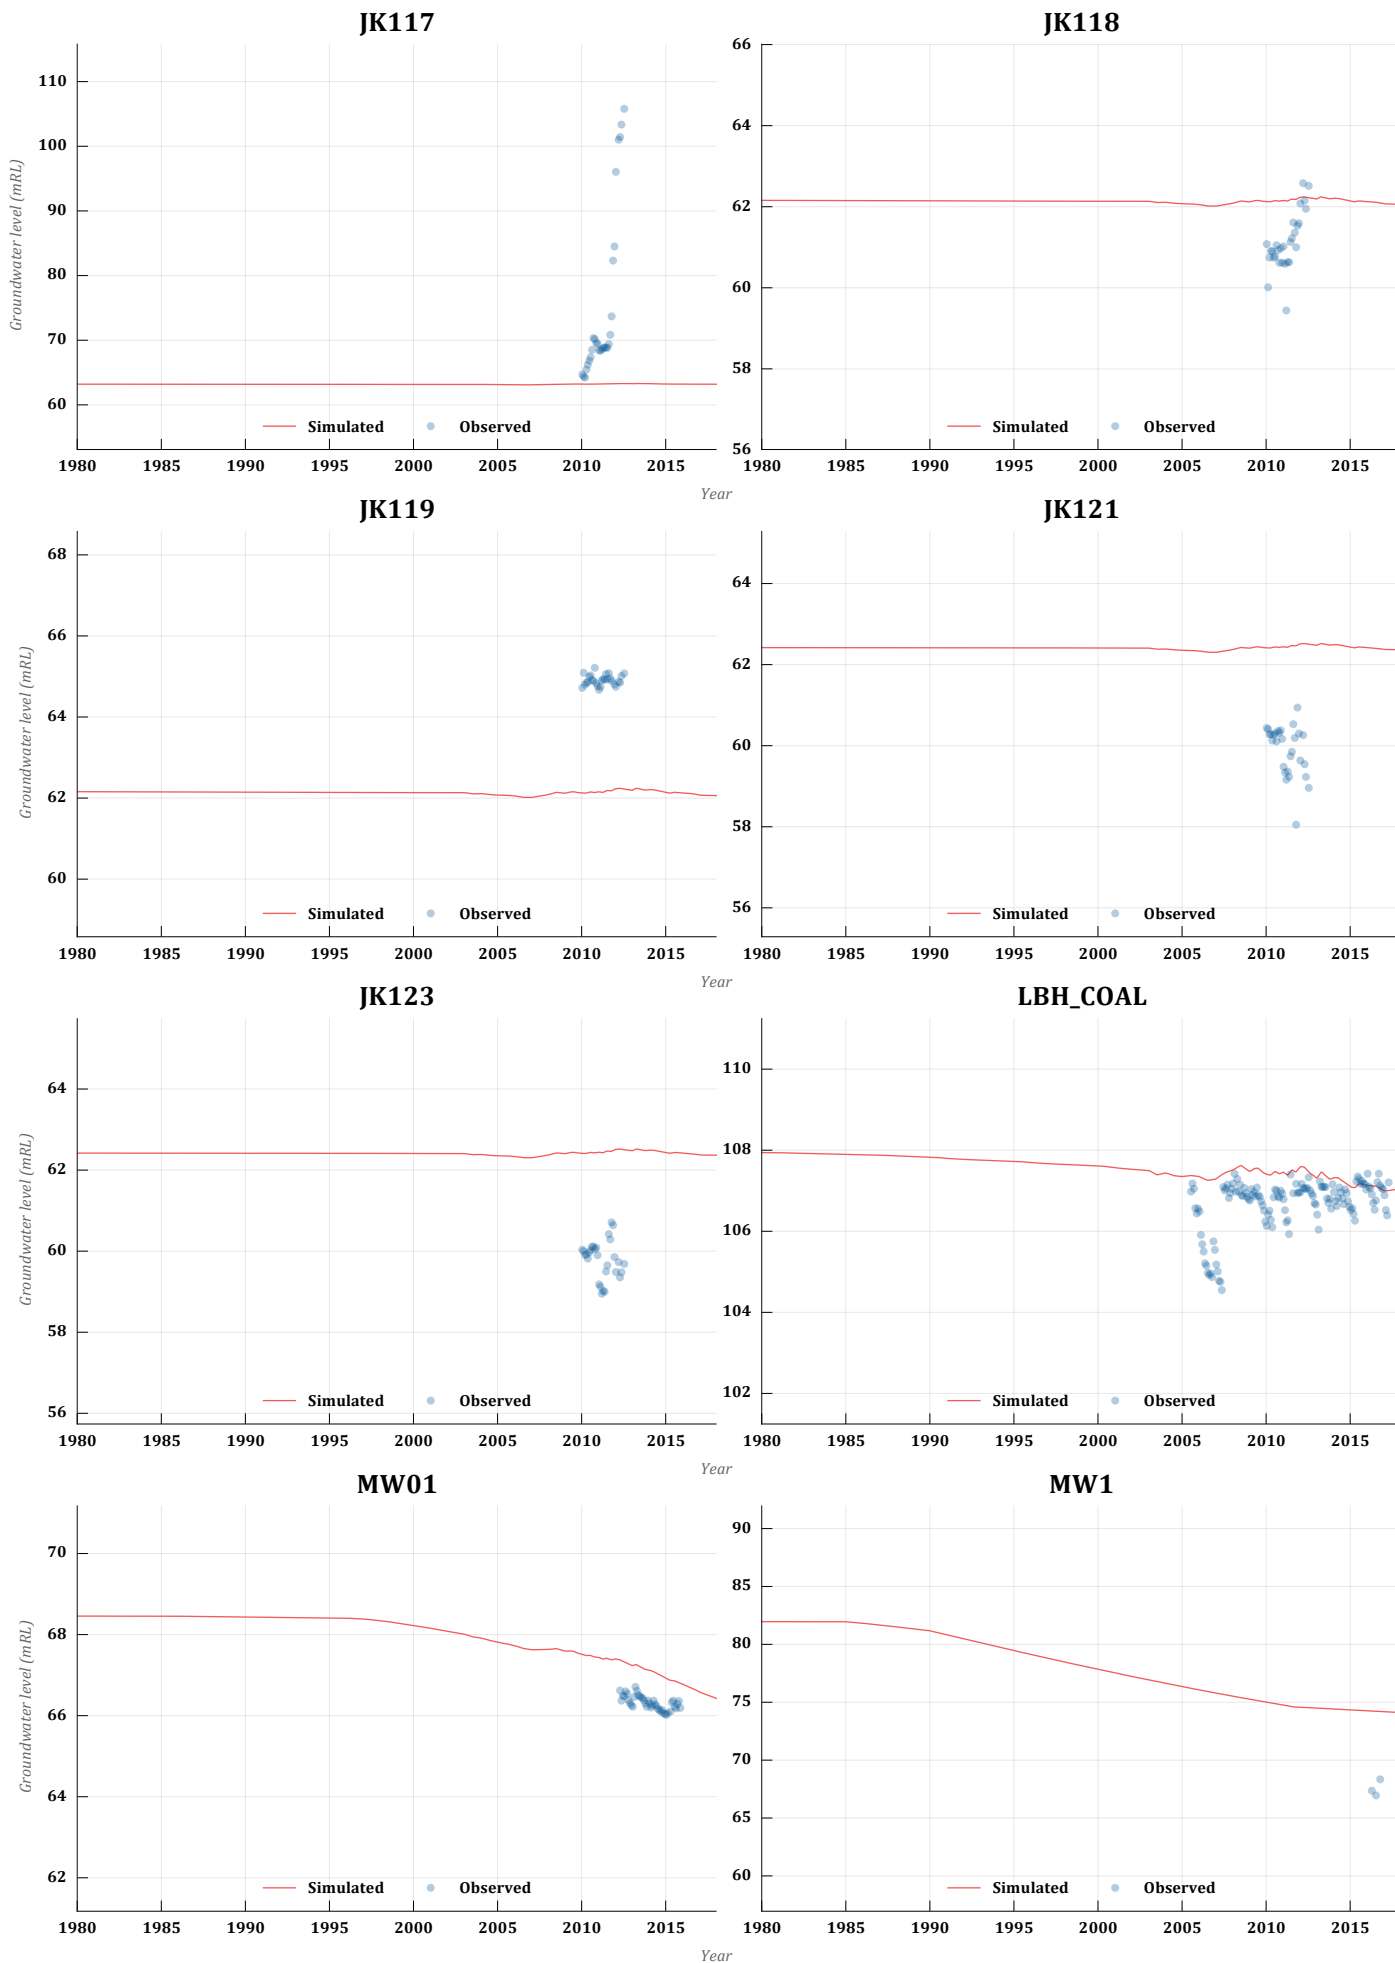 JK117
JK118
110
100
90
80
70
60
Groundwater level (mRL)
Simulated Observed
1980 1985 1990 1995 2000 2005 2010 2015
66
64
62
60
58
56
Simulated Observed
1980 1985 1990 1995 2000 2005 2010 2015
Year
JK119
JK121
68
66
64
62
60
Groundwater level (mRL)
Simulated Observed
1980 1985 1990 1995 2000 2005 2010 2015
64
62
60
58
56
Simulated Observed
1980 1985 1990 1995 2000 2005 2010 2015
Year
JK123
LBH_COAL
64
62
60
58
56
Groundwater level (mRL)
Simulated Observed
1980 1985 1990 1995 2000 2005 2010 2015
110
108
106
104
102
Simulated Observed
1980 1985 1990 1995 2000 2005 2010 2015
Year
MW01
MW1
70
68
66
64
62
Groundwater level (mRL)
Simulated Observed
1980 1985 1990 1995 2000 2005 2010 2015
90
85
80
75
70
65
60
Simulated Observed
1980 1985 1990 1995 2000 2005 2010 2015
Year